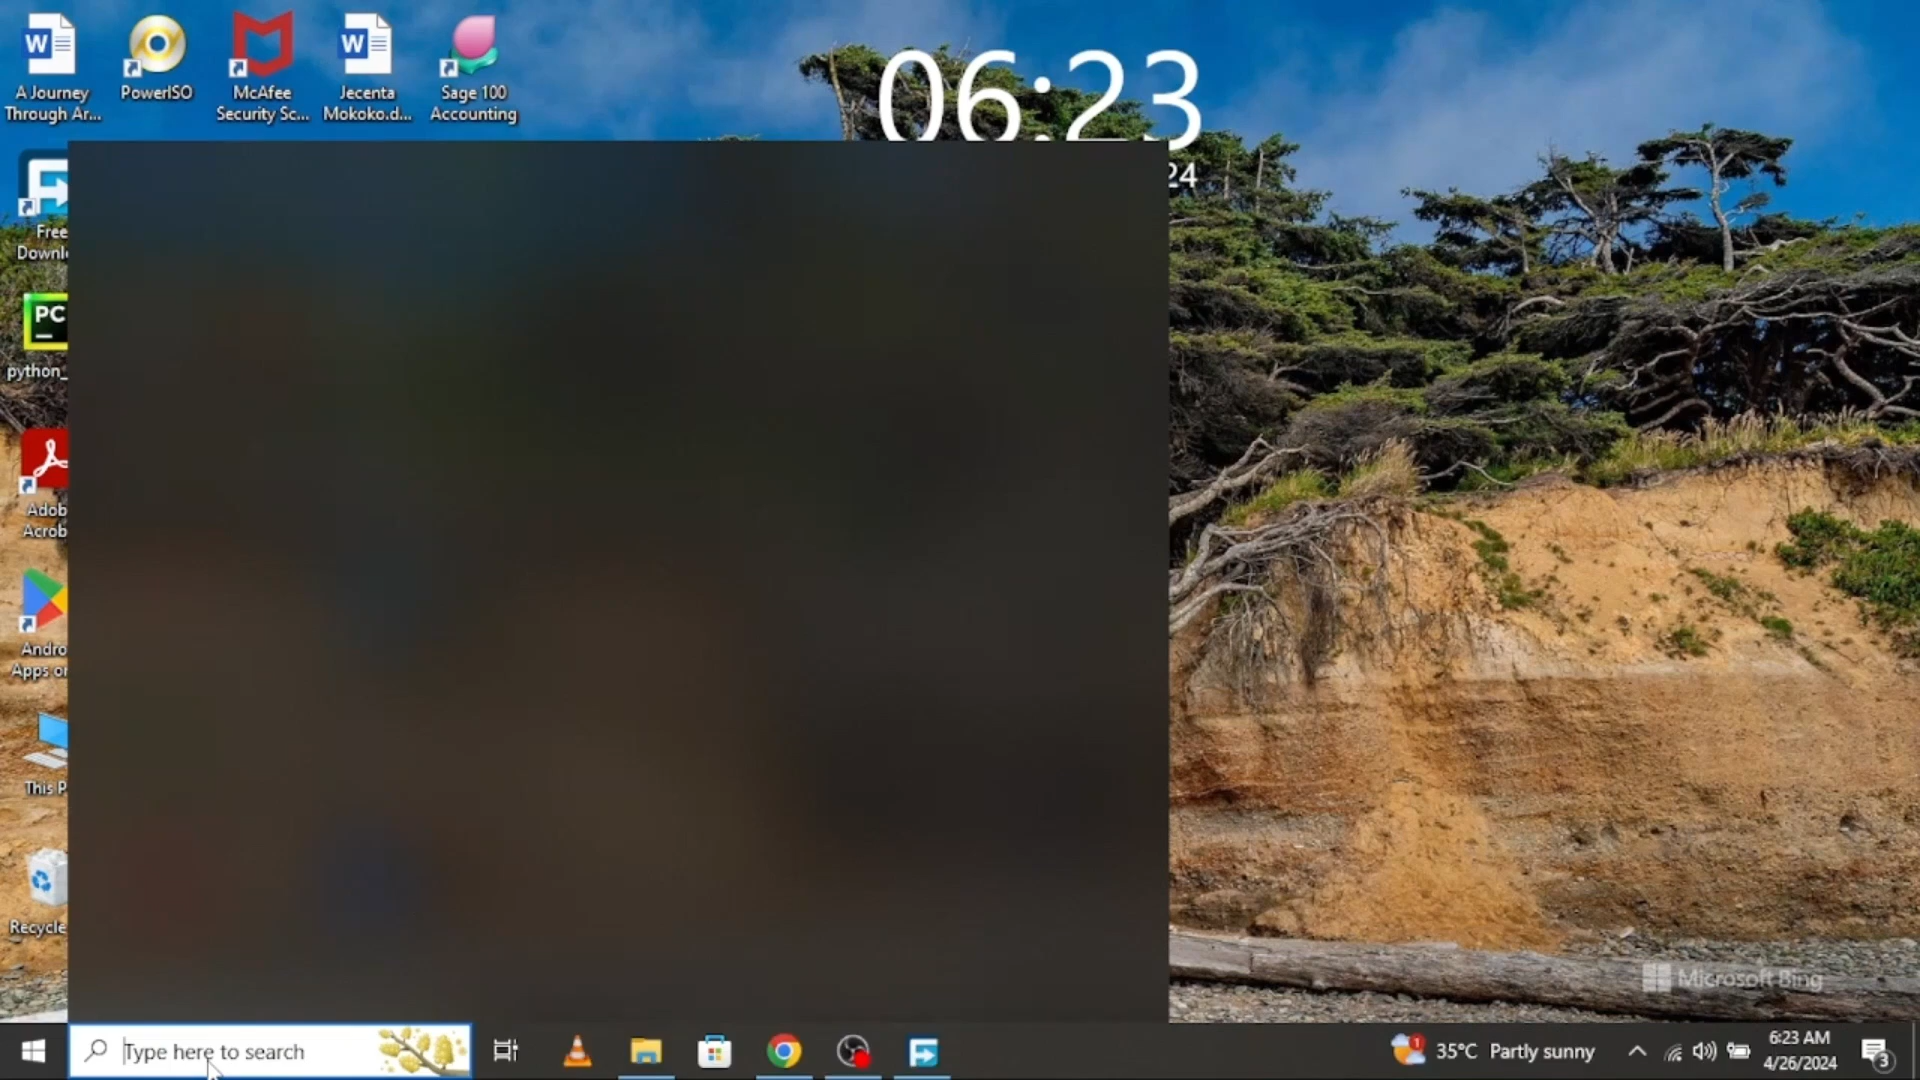 A Journey
Through Ar...
PowerISO
McAfee
Security Sc...
Jecenta
Mokoko.d...
Sage 100
Accounting
06:23
24
Free
Downl
PC
python_
Adob
Acrob
Andro
Apps or
This P
Recycle
Microsoft Bing
Type here to search
1
35°C Partly sunny
6:23 AM
4/26/2024
3